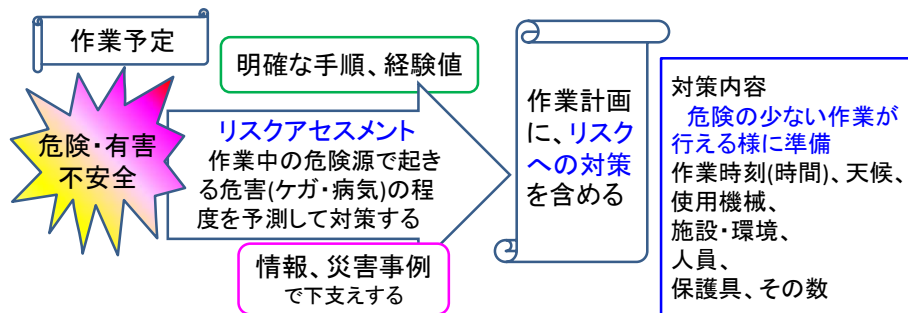 作業予定
危険・有害
不安全
明確な手順、経験値
リスクアセスメント
作業中の危険源で起き
る危害(ケガ・病気)の程
度を予測して対策する
情報、災害事例
で下支えする
作業計画
に、リスク
への対策
を含める
対策内容
危険の少ない作業が
行える様に準備
作業時刻(時間)、天候、
使用機械、
施設・環境、
人員、
保護具、その数